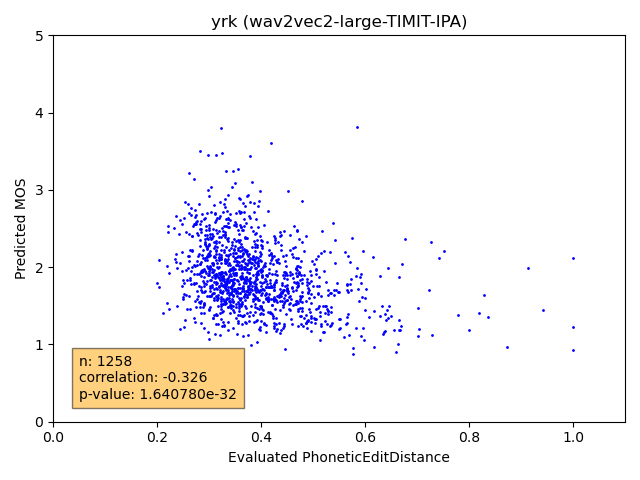 yrk (wav2vec2-large-TIMIT-IPA)
5
4
3
2
1
0
Predicted MOS
n: 1258
correlation: -0.326
p-value: 1.640780e-32
0.0 0.2 0.4 0.6 0.8 1.0
Evaluated PhoneticEditDistance